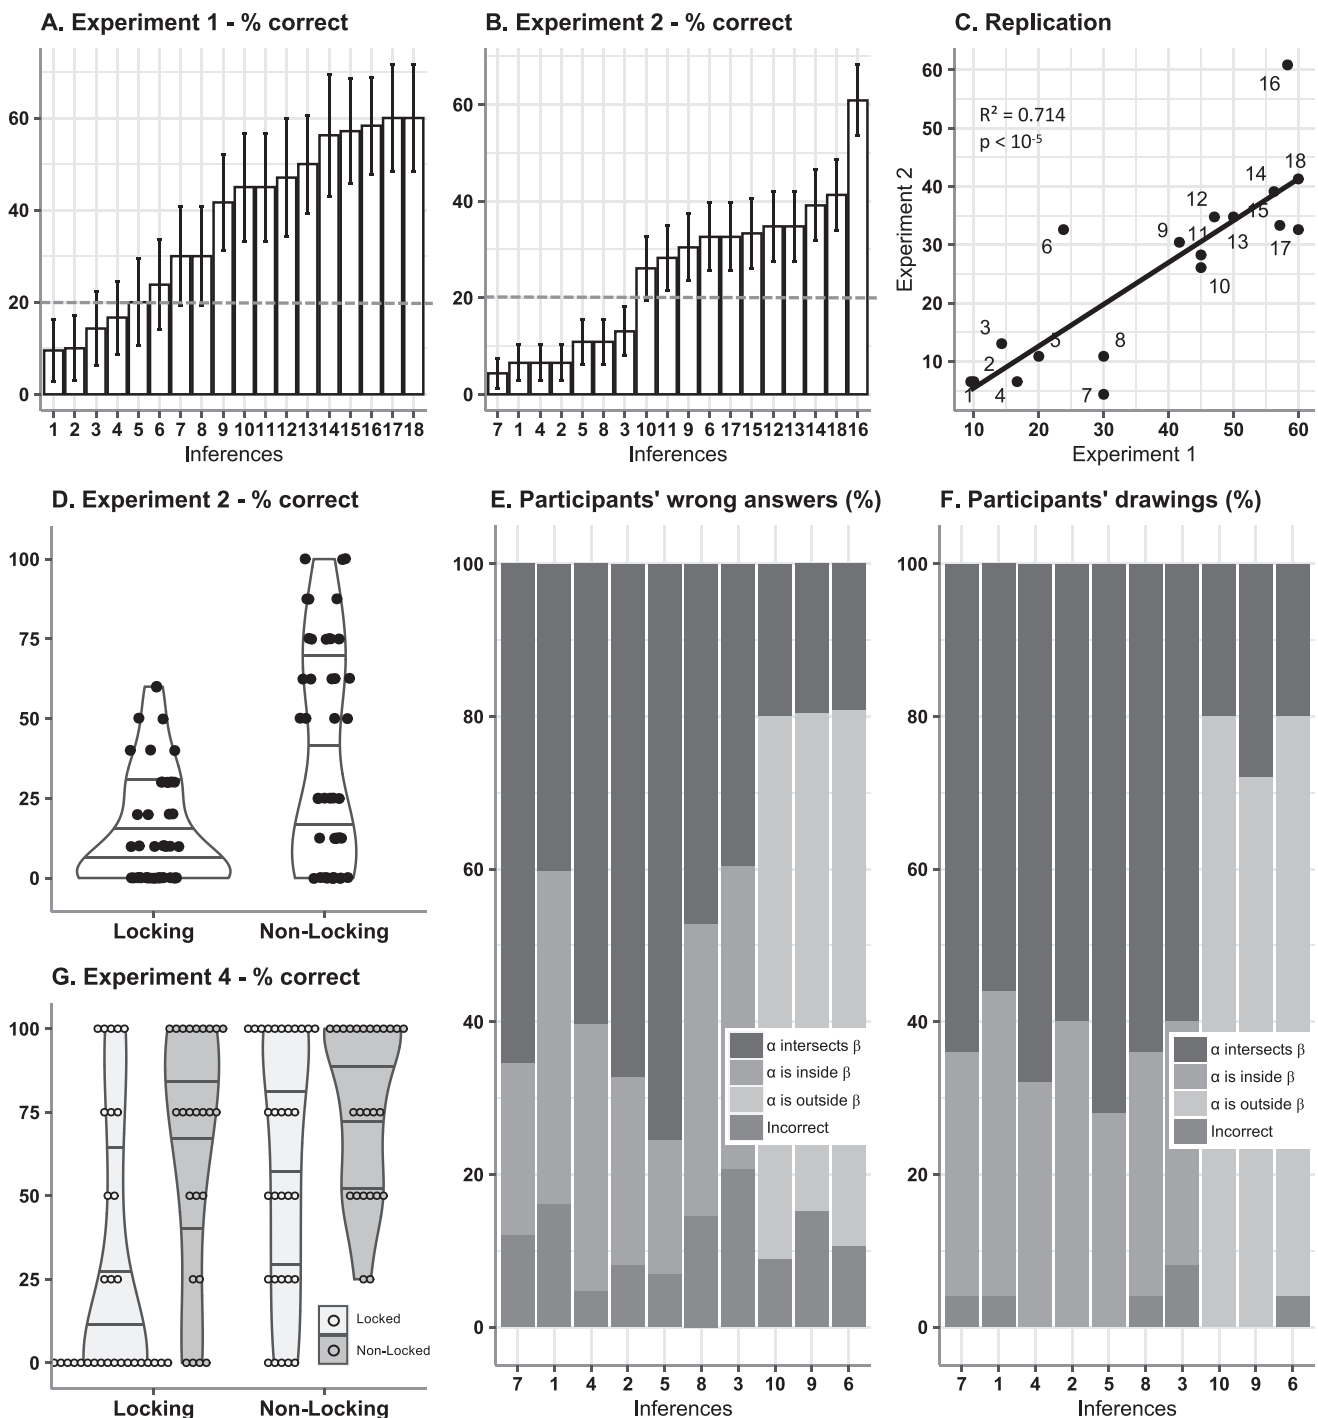 A. Experiment 1 - % correct
60
40
20
0
1 2 3 4 5 6 7 8 9 10 11 12 13 14 15 16 17 18
Inferences
B. Experiment 2 - % correct
60
40
20
0
7 1 4 2 5 8 3 10 11 9 6 17 15 12 13 14 18 16
Inferences
C. Replication
Experiment 2
60
50
40
30
20
10
R² = 0.714
p < 10⁻⁵
16
18
14
12
15
9
11
13
17
6
10
3
5
8
2
1
4
7
10 20 30 40 50 60
Experiment 1
D. Experiment 2 - % correct
100
75
50
25
0
Locking Non-Locking
E. Participants' wrong answers (%)
100
80
60
40
20
0
α intersects β
α is inside β
α is outside β
Incorrect
7 1 4 2 5 8 3 10 9 6
Inferences
F. Participants' drawings (%)
100
80
60
40
20
0
α intersects β
α is inside β
α is outside β
Incorrect
7 1 4 2 5 8 3 10 9 6
Inferences
G. Experiment 4 - % correct
100
75
50
25
0
Locked
Non-Locked
Locking Non-Locking